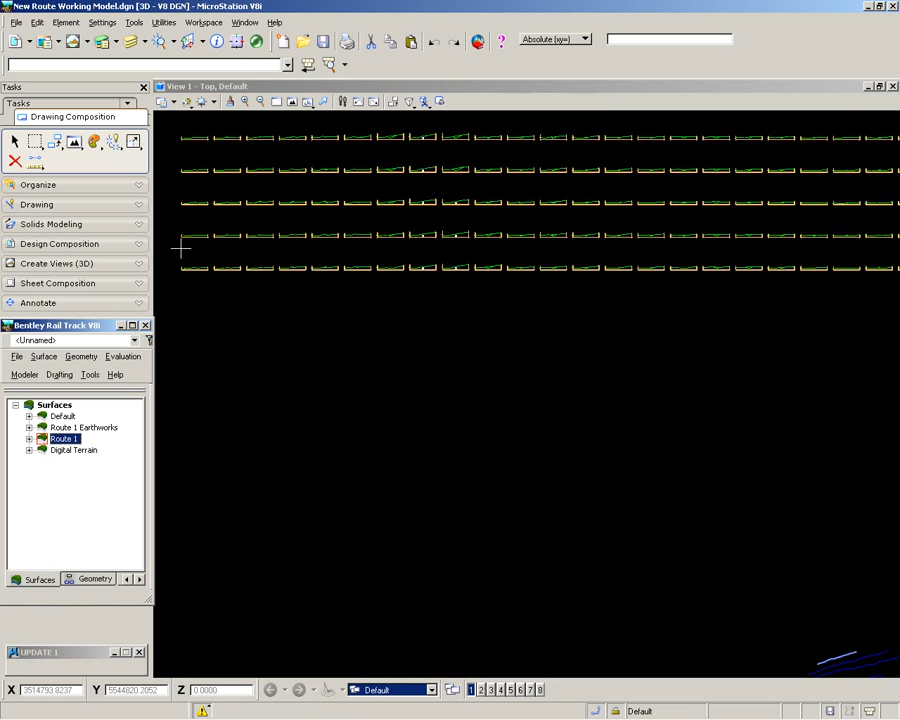 New Route Working Model.dgn [3D - V8 DGN] - MicroStation V8i
File Edit Element Settings Tools Utilities Workspace Window Help
Absolute (xy=)
Tasks
View 1 - Top, Default
Tasks
Drawing Composition
Organize
Drawing
Solids Modeling
Design Composition
Create Views (3D)
Sheet Composition
Annotate
Bentley Rail Track V8i
<Unnamed>
File Surface Geometry Evaluation
Modeler Drafting Tools Help
Surfaces
Default
Route 1 Earthworks
Route 1
Digital Terrain
Surfaces Geometry
UPDATE 1
X 3514793.8237 Y 5544820.2052 Z 0.0000 Default 1 2 3 4 5 6 7 8
Default